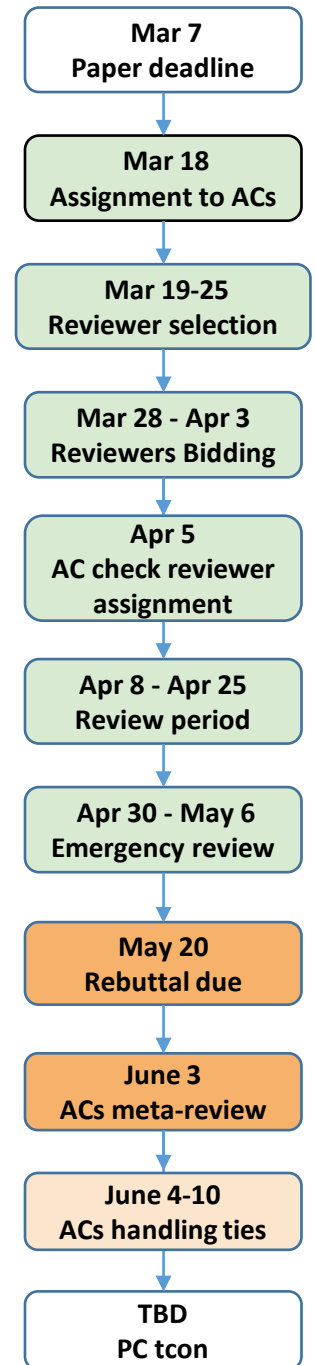 Mar 7
Paper deadline
Mar 18
Assignment to ACs
Mar 19-25
Reviewer selection
Mar 28 - Apr 3
Reviewers Bidding
Apr 5
AC check reviewer
assignment
Apr 8 - Apr 25
Review period
Apr 30 - May 6
Emergency review
May 20
Rebuttal due
June 3
ACs meta-review
June 4-10
ACs handling ties
TBD
PC tcon